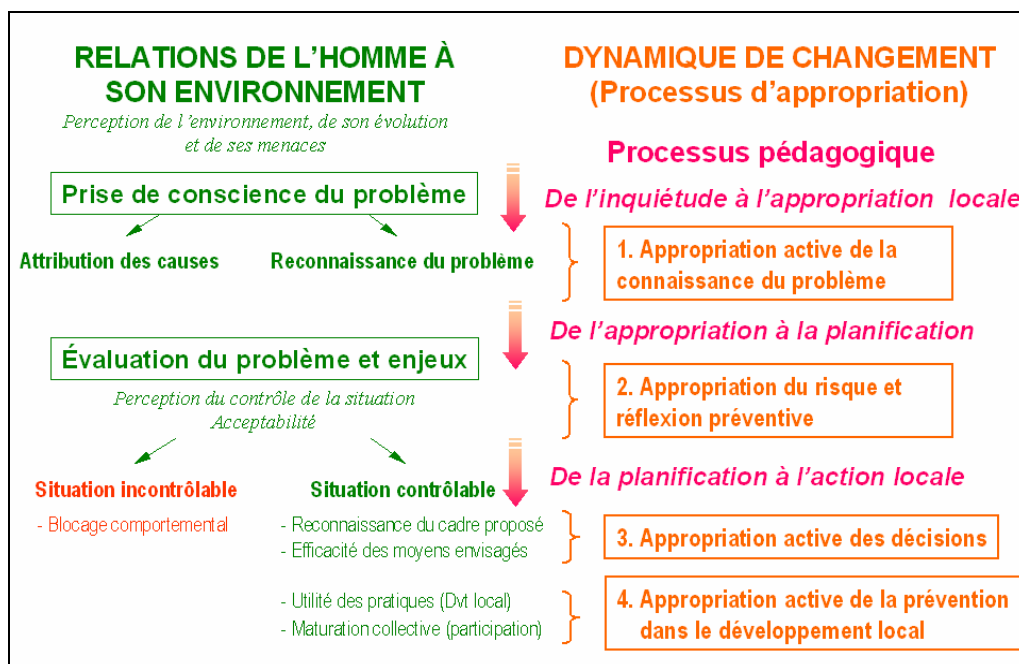 RELATIONS DE L'HOMME À
SON ENVIRONNEMENT
Perception de l'environnement, de son évolution
et de ses menaces
Prise de conscience du problème
Attribution des causes
Reconnaissance du problème
Évaluation du problème et enjeux
Perception du contrôle de la situation
Acceptabilité
Situation incontrôlable
- Blocage comportemental
Situation contrôlable
- Reconnaissance du cadre proposé
- Efficacité des moyens envisagés
- Utilité des pratiques (Dvt local)
- Maturation collective (participation)
DYNAMIQUE DE CHANGEMENT
(Processus d'appropriation)
Processus pédagogique
De l'inquiétude à l'appropriation locale
1. Appropriation active de la
connaissance du problème
De l'appropriation à la planification
2. Appropriation du risque et
réflexion préventive
De la planification à l'action locale
3. Appropriation active des décisions
4. Appropriation active de la prévention
dans le développement local